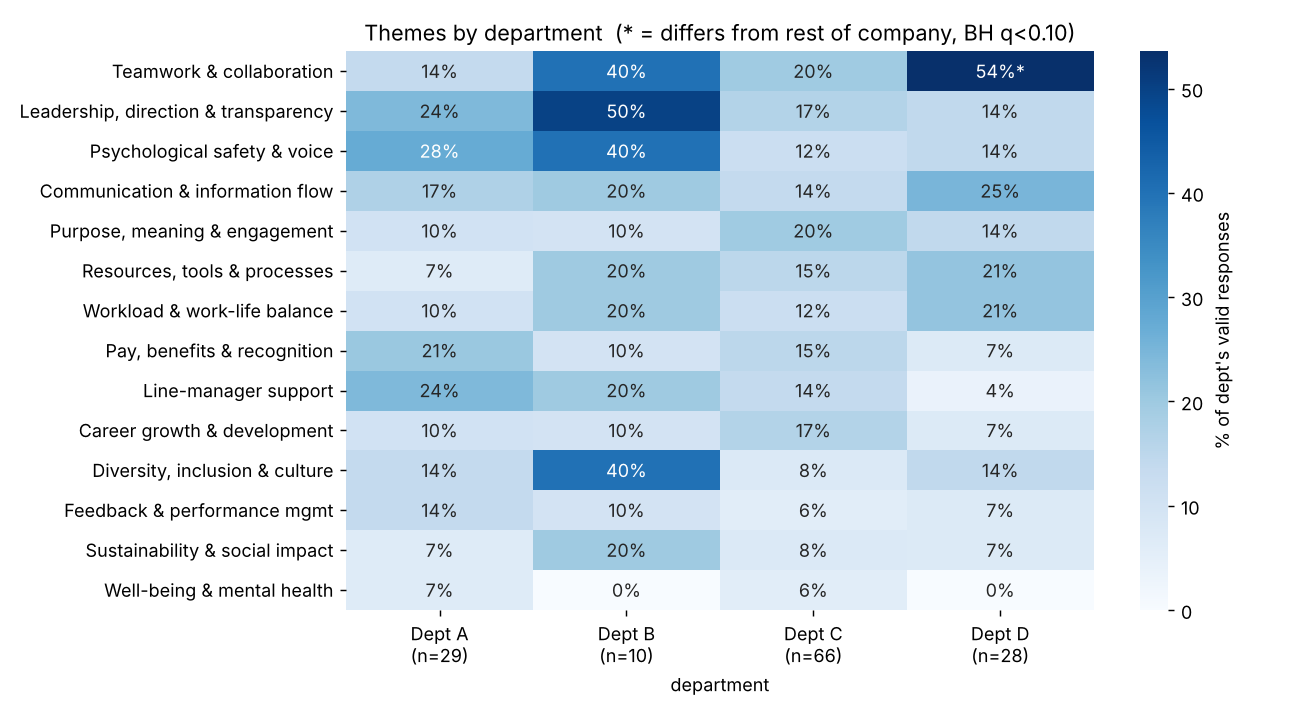 Themes by department (* = differs from rest of company, BH q<0.10)
Teamwork & collaboration 14% 40% 20% 54%*
Leadership, direction & transparency 24% 50% 17% 14%
Psychological safety & voice 28% 40% 12% 14%
Communication & information flow 17% 20% 14% 25%
Purpose, meaning & engagement 10% 10% 20% 14%
Resources, tools & processes 7% 20% 15% 21%
Workload & work-life balance 10% 20% 12% 21%
Pay, benefits & recognition 21% 10% 15% 7%
Line-manager support 24% 20% 14% 4%
Career growth & development 10% 10% 17% 7%
Diversity, inclusion & culture 14% 40% 8% 14%
Feedback & performance mgmt 14% 10% 6% 7%
Sustainability & social impact 7% 20% 8% 7%
Well-being & mental health 7% 0% 6% 0%
Dept A Dept B Dept C Dept D
(n=29) (n=10) (n=66) (n=28)
department
50
40
30
20
10
0
% of dept's valid responses